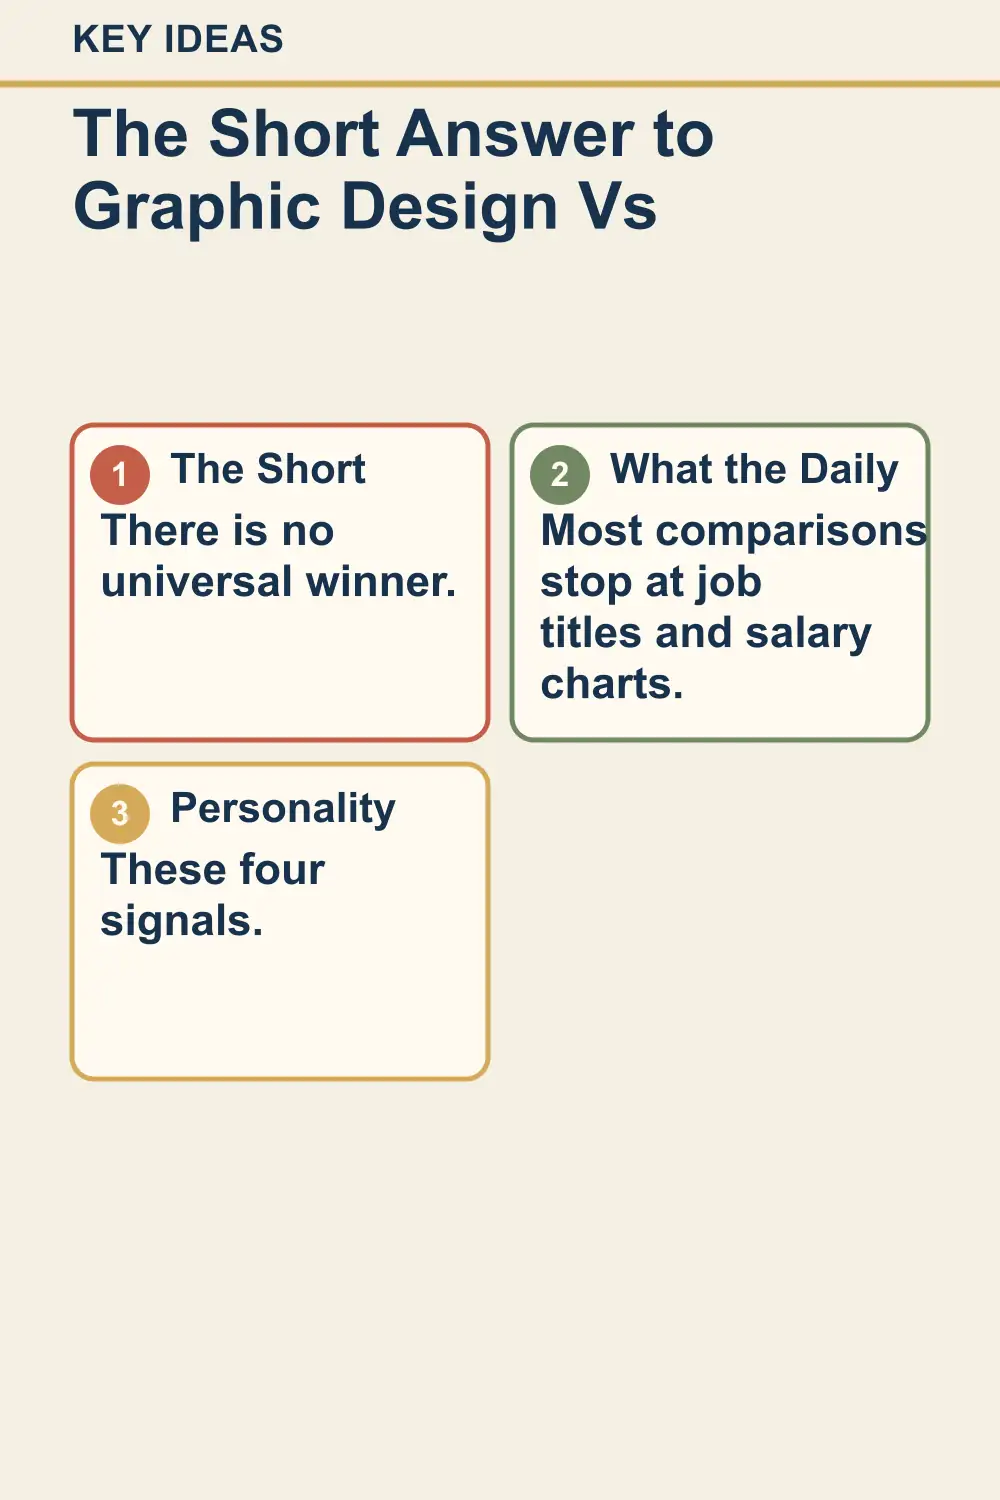 KEY IDEAS
The Short Answer to
Graphic Design Vs
1 The Short
There is no
universal winner.
2 What the Daily
Most comparisons
stop at job
titles and salary
charts.
3 Personality
These four
signals.